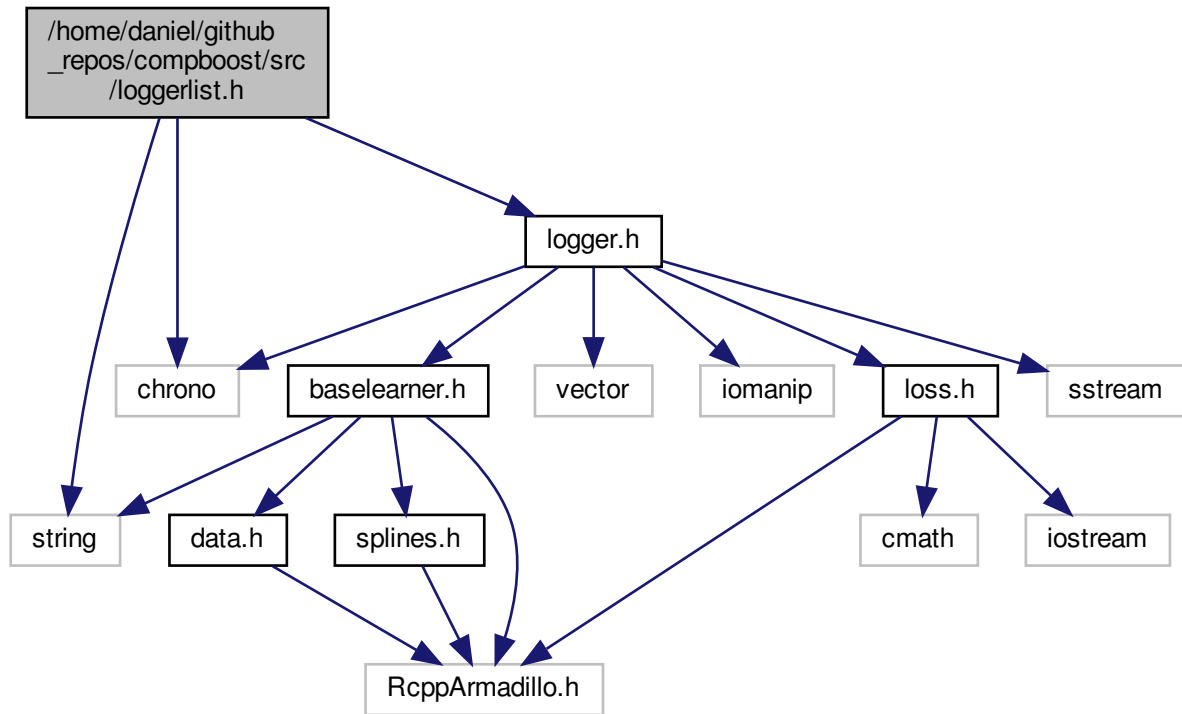 /home/daniel/github
_repos/compboost/src
/loggerlist.h
logger.h
chrono
baselearner.h
vector
iomanip
loss.h
sstream
string
data.h
splines.h
cmath
iostream
RcppArmadillo.h